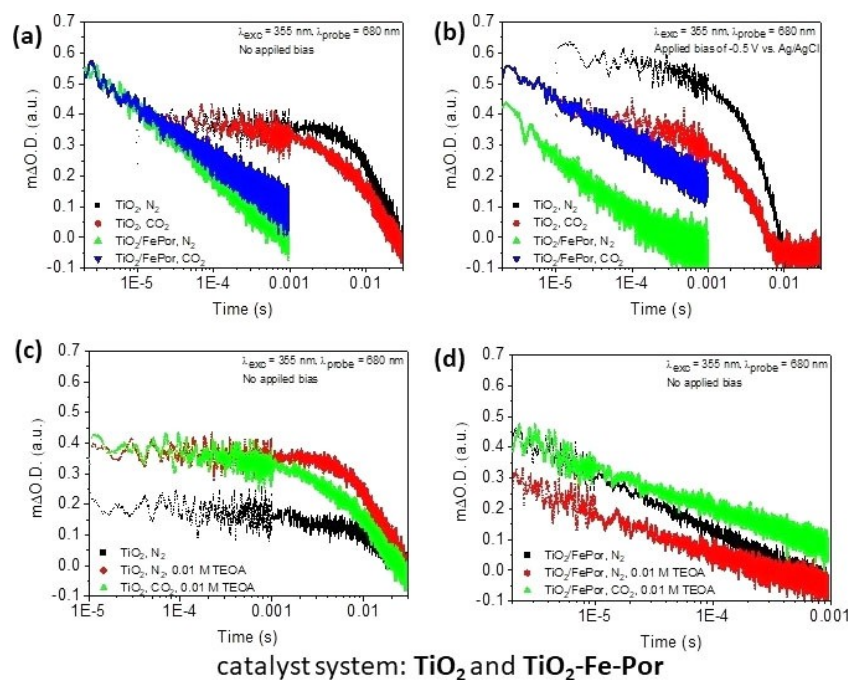 (a)
λexc = 355 nm, λprobe = 680 nm
No applied bias
mΔO.D. (a.u.)
0.7
0.6
0.5
0.4
0.3
0.2
0.1
0.0
-0.1
TiO2, N2
TiO2, CO2
TiO2/FePor, N2
TiO2/FePor, CO2
1E-5 1E-4 0.001 0.01
Time (s)
(b)
λexc = 355 nm, λprobe = 680 nm
Applied bias of -0.5 V vs. Ag/AgCl
mΔO.D. (a.u.)
0.7
0.6
0.5
0.4
0.3
0.2
0.1
0.0
-0.1
TiO2, N2
TiO2, CO2
TiO2/FePor, N2
TiO2/FePor, CO2
1E-5 1E-4 0.001 0.01
Time (s)
(c)
λexc = 355 nm, λprobe = 680 nm
No applied bias
mΔO.D. (a.u.)
0.7
0.6
0.5
0.4
0.3
0.2
0.1
0.0
-0.1
TiO2, N2
TiO2, N2, 0.01 M TEOA
TiO2, CO2, 0.01 M TEOA
1E-5 1E-4 0.001 0.01
Time (s)
(d)
λexc = 355 nm, λprobe = 680 nm
No applied bias
mΔO.D. (a.u.)
0.7
0.6
0.5
0.4
0.3
0.2
0.1
0.0
-0.1
TiO2/FePor, N2
TiO2/FePor, N2, 0.01 M TEOA
TiO2/FePor, CO2, 0.01 M TEOA
1E-5 1E-4 0.001
Time (s)
catalyst system: TiO2 and TiO2-Fe-Por